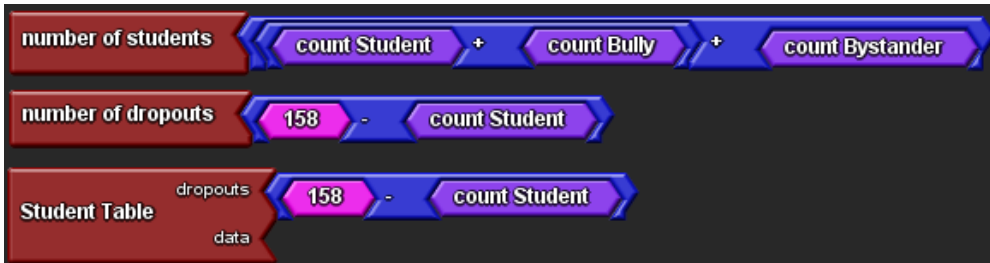 number of students count Student + count Bully + count Bystander
number of dropouts 158 - count Student
dropouts 158 - count Student
Student Table
data